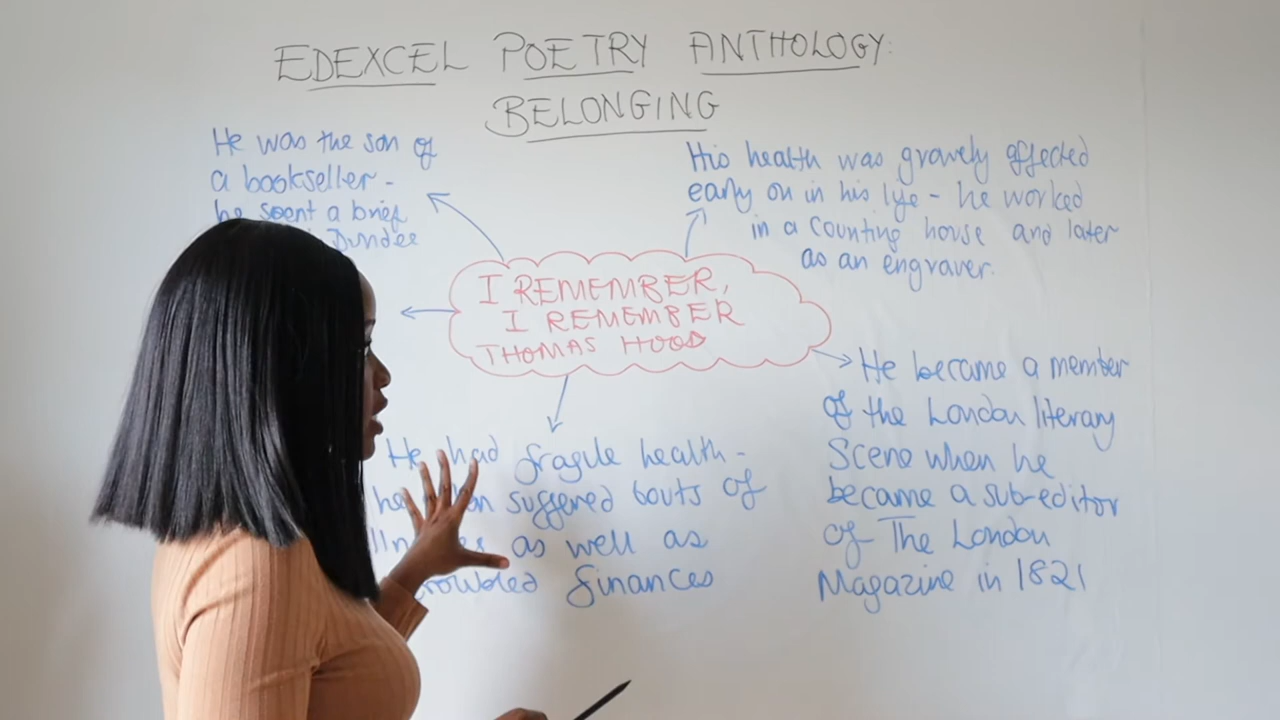 EDEXCEL POETRY ANTHOLOGY:
BELONGING
He was the son of
a bookseller -
he spent a brief
Dundee
His health was gravely affected
early on in his life - he worked
in a counting house and later
as an engraver.
I REMEMBER,
I REMEMBER
THOMAS HOOD
He became a member
of the London literary
Scene when he
became a sub-editor
of The London
Magazine in 1821
He had fragile health -
he suffered bouts of
as well as
troubled finances